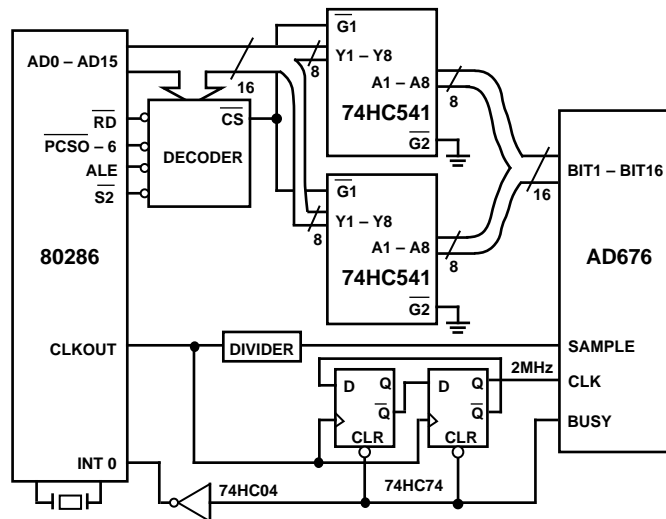 G1
AD0 – AD15
Y1 – Y8
8
16
A1 – A8
8
74HC541
G2
RD
PCSO – 6
ALE
S2
CS
DECODER
BIT1 – BIT16
16
G1
Y1 – Y8
8
A1 – A8
8
74HC541
G2
80286
AD676
CLKOUT
DIVIDER
SAMPLE
2MHz
CLK
BUSY
D
Q
Q
CLR
D
Q
Q
CLR
INT 0
74HC04
74HC74